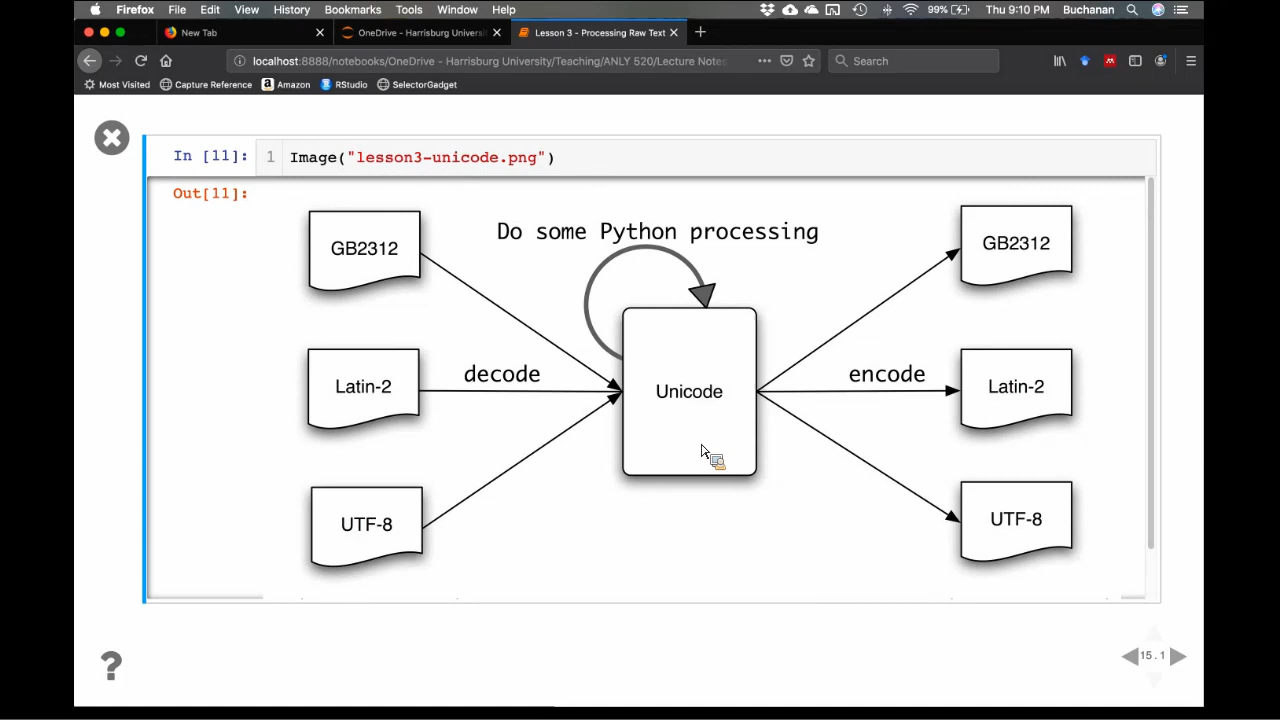 Firefox File Edit View History Bookmarks Tools Window Help 99% Thu 9:10 PM Buchanan
New Tab OneDrive - Harrisburg Universi Lesson 3 - Processing Raw Text
localhost:8888/notebooks/OneDrive - Harrisburg University/Teaching/ANLY 520/Lecture Notes Search
Most Visited Capture Reference Amazon RStudio SelectorGadget
In [11]: 1 Image("lesson3-unicode.png")
Out[11]:
Do some Python processing
GB2312 GB2312
decode encode
Latin-2 Unicode Latin-2
UTF-8 UTF-8
?
15.1